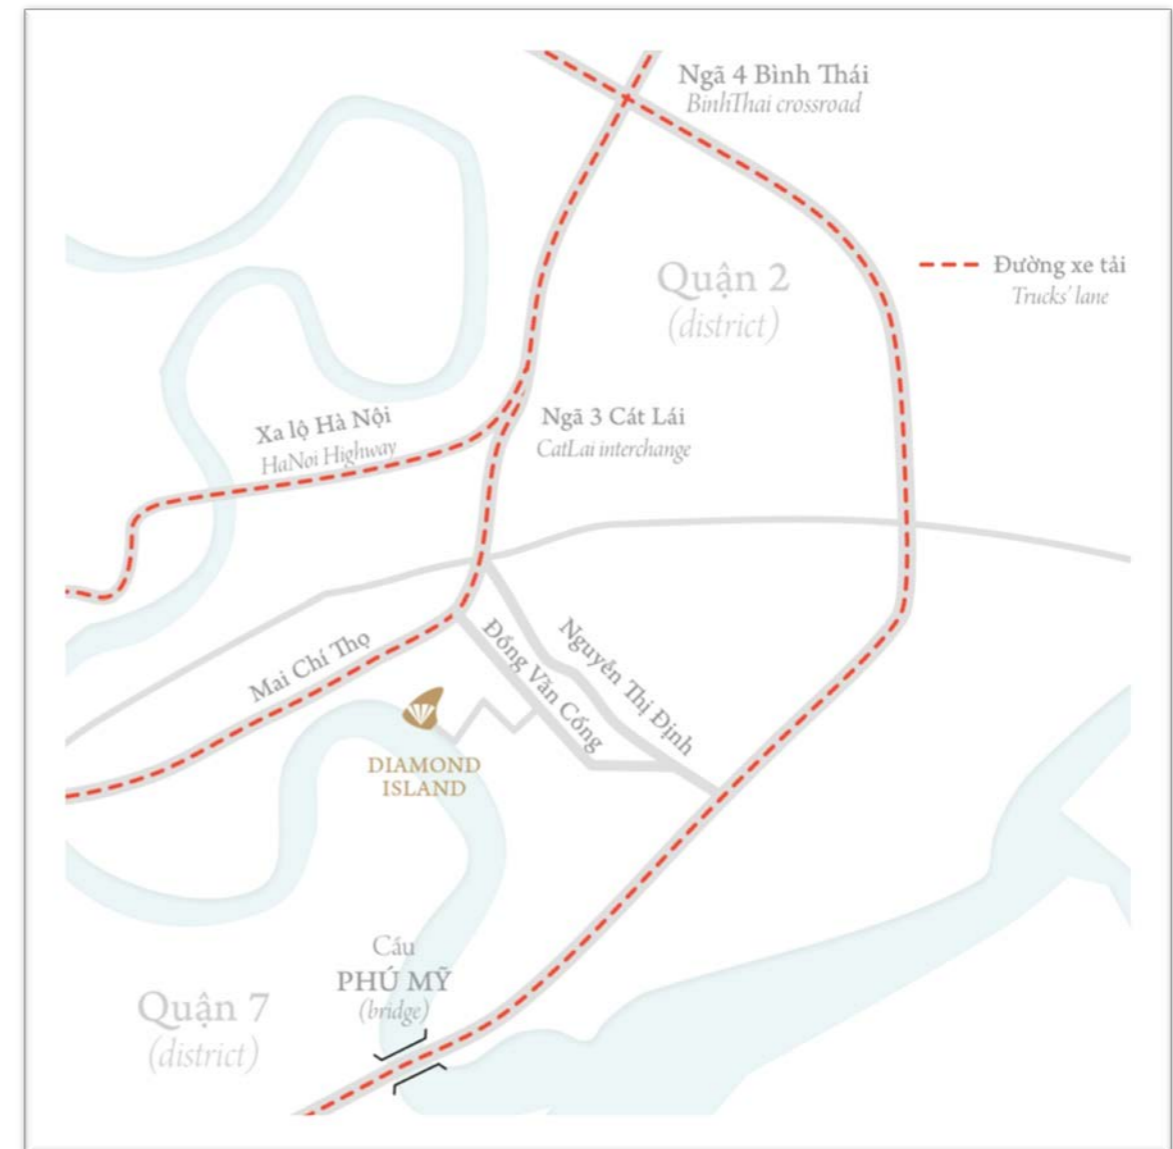 Ngã 4 Bình Thái
BinhThai crossroad
Quận 2
(district)
Đường xe tải
Trucks' lane
Xa lộ Hà Nội
HaNoi Highway
Ngã 3 Cát Lái
CatLai interchange
Mai Chí Thọ
Đồng Văn Cống
Nguyễn Thị Định
DIAMOND
ISLAND
Cầu
PHÚ MỸ
(bridge)
Quận 7
(district)